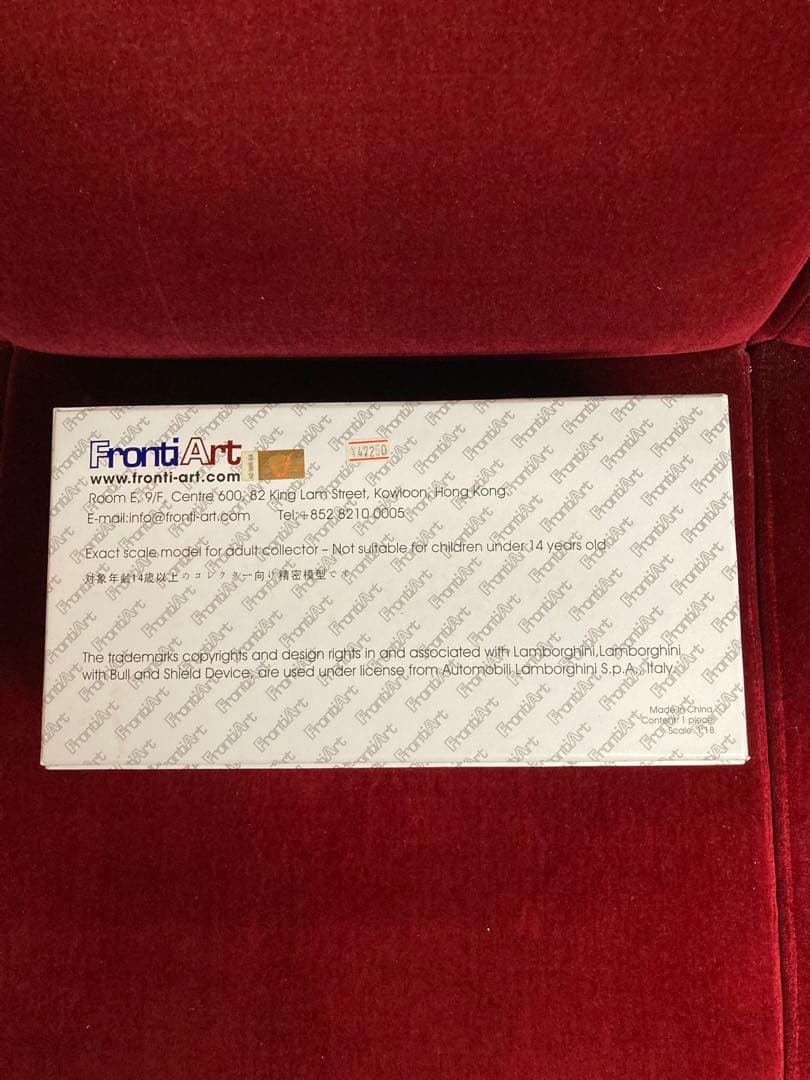 FrontiArt
¥47250
www.fronti-art.com
Room E, 9/F, Centre 600, 82 King Lam Street, Kowloon, Hong Kong.
E-mail:info@fronti-art.com Tel:+852 8210 0005
Exact scale model for adult collector – Not suitable for children under 14 years old.
対象年齢14歳以上のコレクター向け精密模型です
The trademarks copyrights and design rights in and associated with Lamborghini,Lamborghini
with Bull and Shield Device, are used under license from Automobili Lamborghini S.p.A., Italy.
Made in China
Content: 1 piece
Scale: 1:18